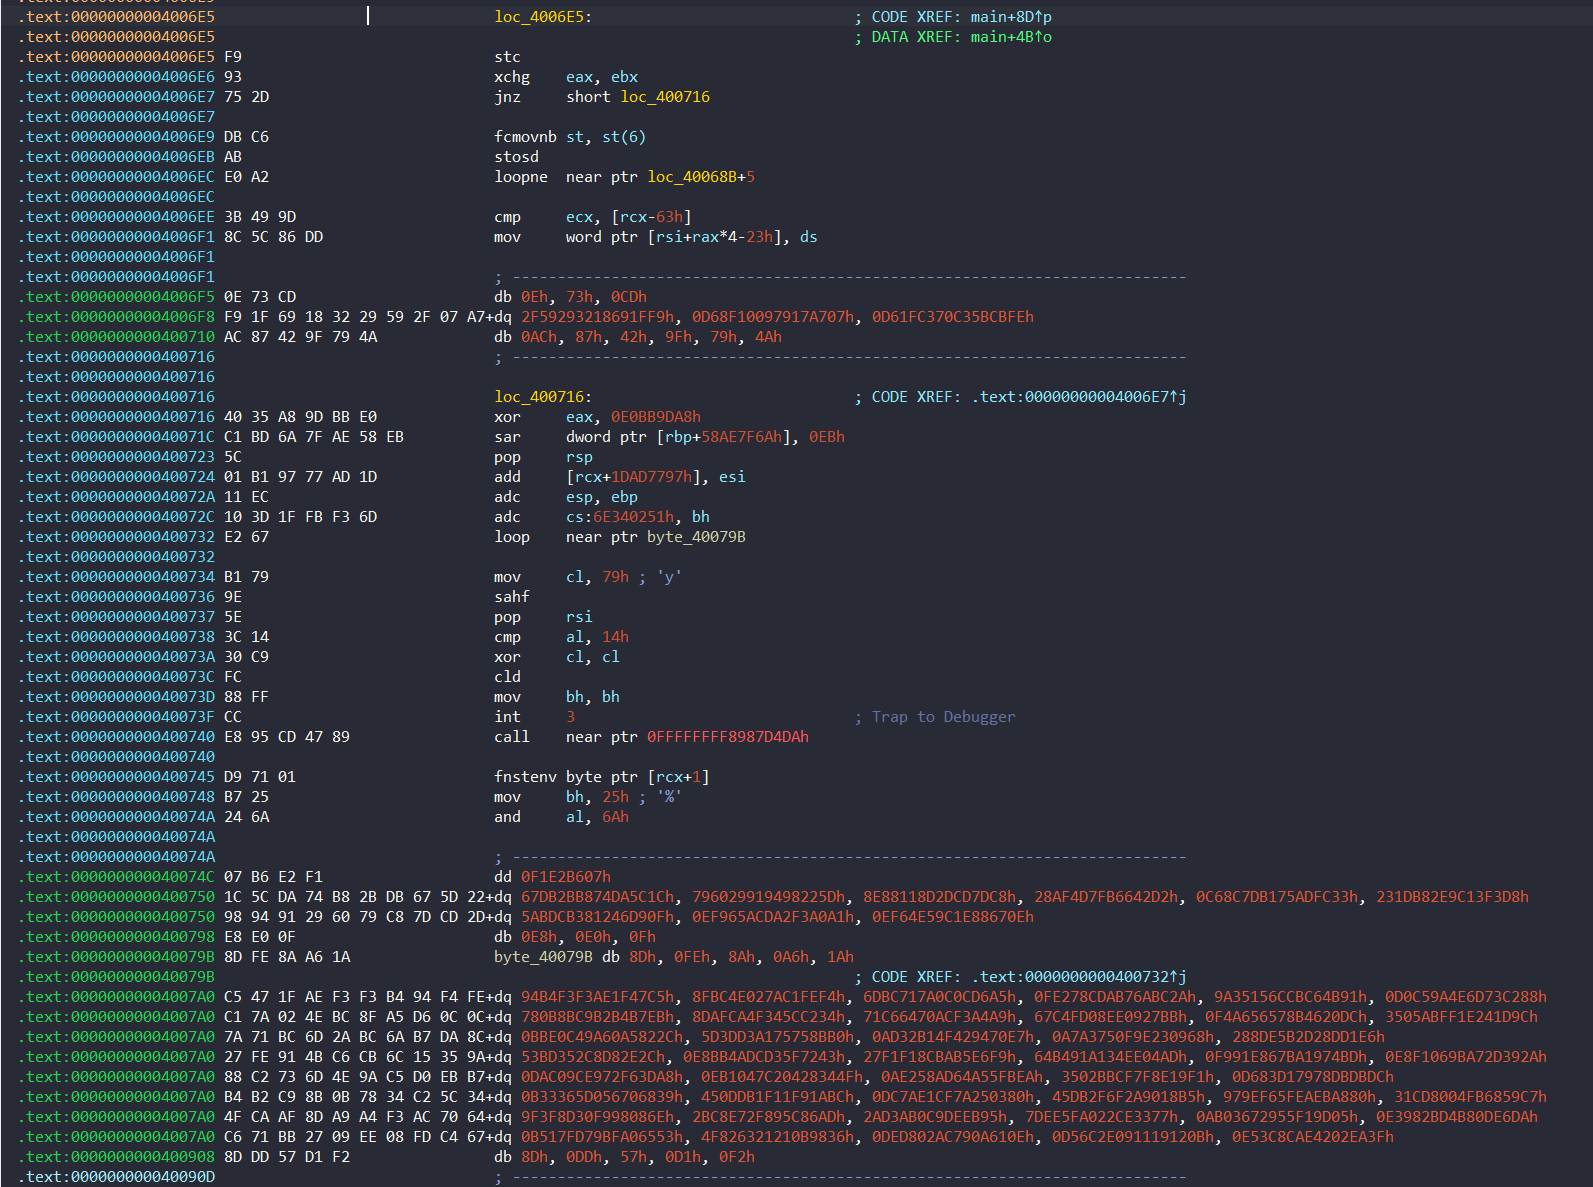 .text:00000000004006E5 loc_4006E5: ; CODE XREF: main+8D↑p
.text:00000000004006E5 ; DATA XREF: main+4B↑o
.text:00000000004006E5 F9 stc
.text:00000000004006E6 93 xchg eax, ebx
.text:00000000004006E7 75 2D jnz short loc_400716
.text:00000000004006E7
.text:00000000004006E9 DB C6 fcmovnb st, st(6)
.text:00000000004006EB AB stosd
.text:00000000004006EC E0 A2 loopne near ptr loc_40068B+5
.text:00000000004006EC
.text:00000000004006EE 3B 49 9D cmp ecx, [rcx-63h]
.text:00000000004006F1 8C 5C 86 DD mov word ptr [rsi+rax*4-23h], ds
.text:00000000004006F1
.text:00000000004006F1 ; ---------------------------------------------------------------------------
.text:00000000004006F5 0E 73 CD db 0Eh, 73h, 0CDh
.text:00000000004006F8 F9 1F 69 18 32 29 59 2F 07 A7+dq 2F59293218691FF9h, 0D68F10097917A707h, 0D61FC370C35BCBFEh
.text:0000000000400710 AC 87 42 9F 79 4A db 0ACh, 87h, 42h, 9Fh, 79h, 4Ah
.text:0000000000400716 ; ---------------------------------------------------------------------------
.text:0000000000400716
.text:0000000000400716 loc_400716: ; CODE XREF: .text:00000000004006E7↑j
.text:0000000000400716 40 35 A8 9D BB E0 xor eax, 0E0BB9DA8h
.text:000000000040071C C1 BD 6A 7F AE 58 EB sar dword ptr [rbp+58AE7F6Ah], 0EBh
.text:0000000000400723 5C pop rsp
.text:0000000000400724 01 B1 97 77 AD 1D add [rcx+1DAD7797h], esi
.text:000000000040072A 11 EC adc esp, ebp
.text:000000000040072C 10 3D 1F FB F3 6D adc cs:6E340251h, bh
.text:0000000000400732 E2 67 loop near ptr byte_40079B
.text:0000000000400732
.text:0000000000400734 B1 79 mov cl, 79h ; 'y'
.text:0000000000400736 9E sahf
.text:0000000000400737 5E pop rsi
.text:0000000000400738 3C 14 cmp al, 14h
.text:000000000040073A 30 C9 xor cl, cl
.text:000000000040073C FC cld
.text:000000000040073D 88 FF mov bh, bh
.text:000000000040073F CC int 3 ; Trap to Debugger
.text:0000000000400740 E8 95 CD 47 89 call near ptr 0FFFFFFFF8987D4DAh
.text:0000000000400740
.text:0000000000400745 D9 71 01 fnstenv byte ptr [rcx+1]
.text:0000000000400748 B7 25 mov bh, 25h ; '%'
.text:000000000040074A 24 6A and al, 6Ah
.text:000000000040074A
.text:000000000040074A ; ---------------------------------------------------------------------------
.text:000000000040074C 07 B6 E2 F1 dd 0F1E2B607h
.text:0000000000400750 1C 5C DA 74 B8 2B DB 67 5D 22+dq 67DB2BB874DA5C1Ch, 796029919498225Dh, 8E88118D2DCD7DC8h, 28AF4D7FB6642D2h, 0C68C7DB175ADFC33h, 231DB82E9C13F3D8h
.text:0000000000400750 98 94 91 29 60 79 C8 7D CD 2D+dq 5ABDCB381246D90Fh, 0EF965ACDA2F3A0A1h, 0EF64E59C1E88670Eh
.text:0000000000400798 E8 E0 0F db 0E8h, 0E0h, 0Fh
.text:000000000040079B 8D FE 8A A6 1A byte_40079B db 8Dh, 0FEh, 8Ah, 0A6h, 1Ah
.text:000000000040079B ; CODE XREF: .text:0000000000400732↑j
.text:00000000004007A0 C5 47 1F AE F3 F3 B4 94 F4 FE+dq 94B4F3F3AE1F47C5h, 8FBC4E027AC1FEF4h, 6DBC717A0C0CD6A5h, 0FE278CDAB76ABC2Ah, 9A35156CCBC64B91h, 0D0C59A4E6D73C288h
.text:00000000004007A0 C1 7A 02 4E BC 8F A5 D6 0C 0C+dq 780B8BC9B2B4B7EBh, 8DAFCA4F345CC234h, 71C66470ACF3A4A9h, 67C4FD08EE0927BBh, 0F4A656578B4620DCh, 3505ABFF1E241D9Ch
.text:00000000004007A0 7A 71 BC 6D 2A BC 6A B7 DA 8C+dq 0BBE0C49A60A5822Ch, 5D3DD3A175758BB0h, 0AD32B14F429470E7h, 0A7A3750F9E230968h, 288DE5B2D28DD1E6h
.text:00000000004007A0 27 FE 91 4B C6 CB 6C 15 35 9A+dq 53BD352C8D82E2Ch, 0E8BB4ADCD35F7243h, 27F1F18CBAB5E6F9h, 64B491A134EE04ADh, 0F991E867BA1974BDh, 0E8F1069BA72D392Ah
.text:00000000004007A0 88 C2 73 6D 4E 9A C5 D0 EB B7+dq 0DAC09CE972F63DA8h, 0EB1047C20428344Fh, 0AE258AD64A55FBEAh, 3502BBCF7F8E19F1h, 0D683D17978DBDBDCh
.text:00000000004007A0 B4 B2 C9 8B 0B 78 34 C2 5C 34+dq 0B33365D056706839h, 450DDB1F11F91ABCh, 0DC7AE1CF7A250380h, 45DB2F6F2A9018B5h, 979EF65FEAEBA880h, 31CD8004FB6859C7h
.text:00000000004007A0 4F CA AF 8D A9 A4 F3 AC 70 64+dq 9F3F8D30F998086Eh, 2BC8E72F895C86ADh, 2AD3AB0C9DEEB95h, 7DEE5FA022CE3377h, 0AB03672955F19D05h, 0E3982BD4B80DE6DAh
.text:00000000004007A0 C6 71 BB 27 09 EE 08 FD C4 67+dq 0B517FD79BFA06553h, 4F826321210B9836h, 0DED802AC790A610Eh, 0D56C2E091119120Bh, 0E53C8CAE4202EA3Fh
.text:0000000000400908 8D DD 57 D1 F2 db 8Dh, 0DDh, 57h, 0D1h, 0F2h
.text:000000000040090D ; ---------------------------------------------------------------------------